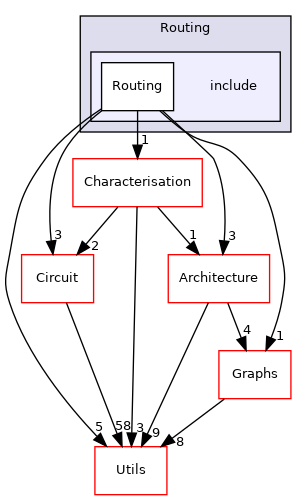 Routing
Routing
include
1
Characterisation
3
2
1
3
Circuit
Architecture
4
1
Graphs
5
58
3
9
8
Utils